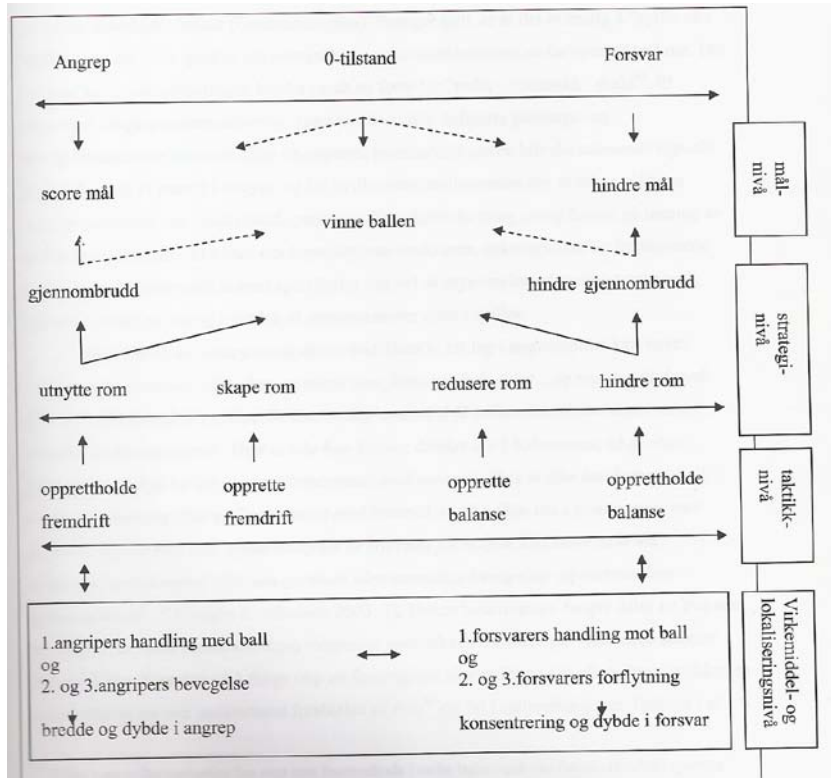 Angrep 0-tilstand Forsvar
score mål hindre mål
vinne ballen
gjennombrudd hindre gjennombrudd
utnytte rom skape rom redusere rom hindre rom
opprettholde opprette opprette opprettholde
fremdrift fremdrift balanse balanse
1.angripers handling med ball 1.forsvarers handling mot ball
og og
2. og 3.angripers bevegelse 2. og 3.forsvarers forflytning
bredde og dybde i angrep konsentrering og dybde i forsvar
mål-
nivå
strategi-
nivå
taktikk-
nivå
Virkemiddel- og
lokaliseringsnivå